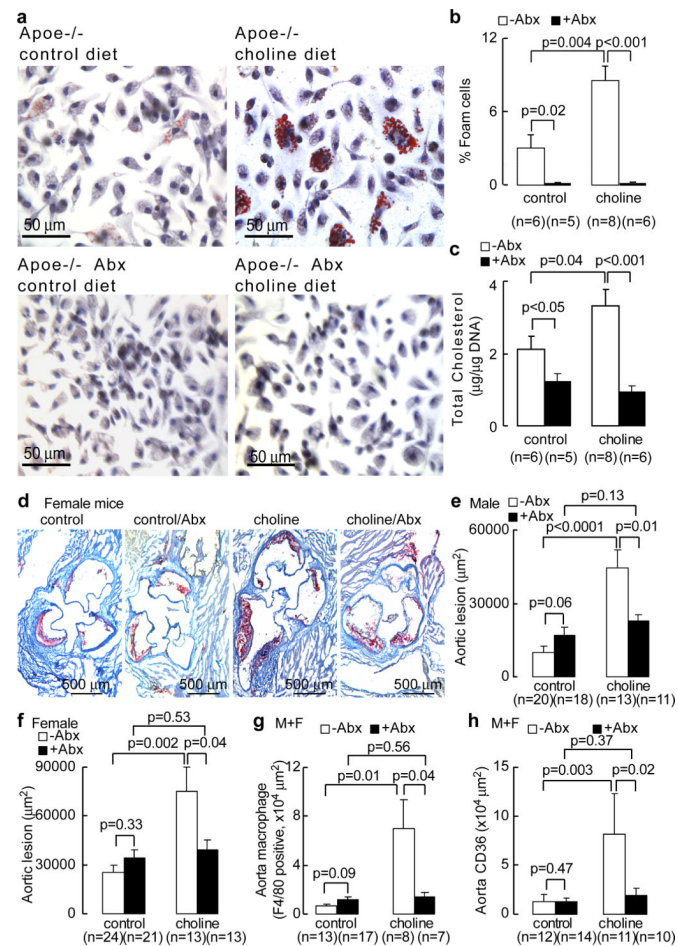 a
Apoe-/-
control diet
Apoe-/-
choline diet
50 μm
50 μm
Apoe-/- Abx
control diet
Apoe-/- Abx
choline diet
50 μm
50 μm
b
-Abx +Abx
p=0.004 p<0.001
p=0.02
% Foam cells
12
6
0
control choline
(n=6)(n=5) (n=8)(n=6)
c
-Abx
+Abx
p=0.04 p<0.001
p<0.05
Total Cholesterol
(μg/μg DNA)
4
2
0
control choline
(n=6)(n=5) (n=8)(n=6)
d Female mice
control control/Abx choline choline/Abx
500 μm 500 μm 500 μm 500 μm
e Male
-Abx
+Abx
p=0.13
p<0.0001 p=0.01
p=0.06
Aortic lesion (μm²)
60000
30000
0
control choline
(n=20)(n=18) (n=13)(n=11)
f Female
-Abx
+Abx
p=0.53
p=0.002 p=0.04
p=0.33
Aortic lesion (μm²)
90000
60000
30000
0
control choline
(n=24)(n=21) (n=13)(n=13)
g M+F
-Abx +Abx
p=0.56
p=0.01 p=0.04
p=0.09
Aorta macrophage
(F4/80 positive, x10⁴ μm²)
12
8
4
0
control choline
(n=13)(n=17) (n=8) (n=7)
h M+F
-Abx +Abx
p=0.37
p=0.003 p=0.02
p=0.47
Aorta CD36 (x10⁴ μm²)
15
10
5
0
control choline
(n=12)(n=14)(n=11)(n=10)